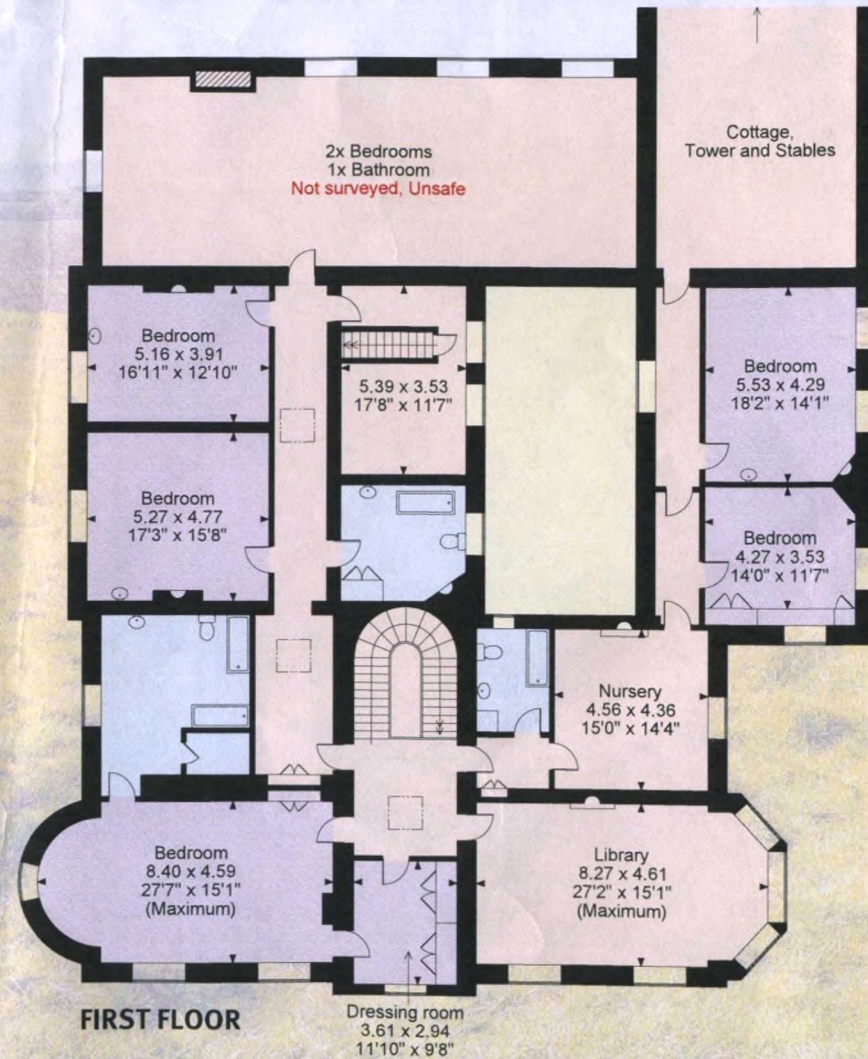 2x Bedrooms
1x Bathroom
Not surveyed, Unsafe
Cottage,
Tower and Stables
Bedroom
5.16 x 3.91
16'11" x 12'10"
5.39 x 3.53
17'8" x 11'7"
Bedroom
5.53 x 4.29
18'2" x 14'1"
Bedroom
5.27 x 4.77
17'3" x 15'8"
Bedroom
4.27 x 3.53
14'0" x 11'7"
Nursery
4.56 x 4.36
15'0" x 14'4"
Bedroom
8.40 x 4.59
27'7" x 15'1"
(Maximum)
Library
8.27 x 4.61
27'2" x 15'1"
(Maximum)
FIRST FLOOR
Dressing room
3.61 x 2.94
11'10" x 9'8"